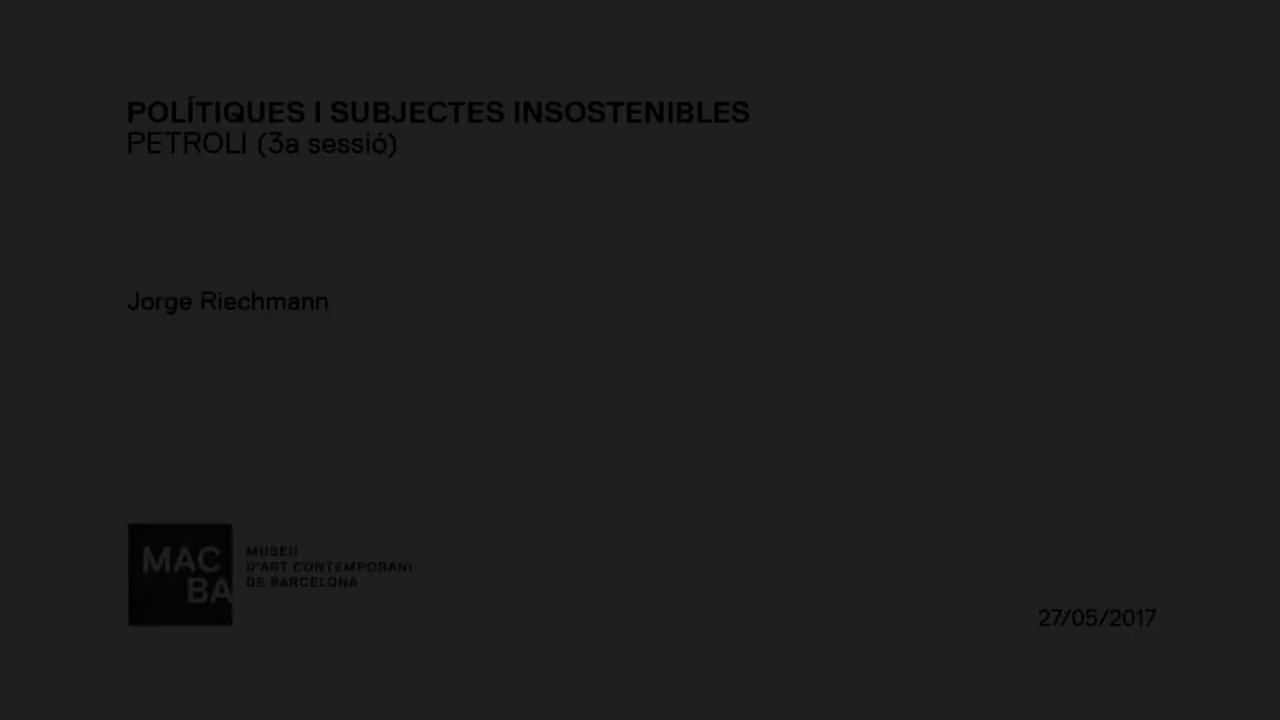 POLÍTIQUES I SUBJECTES INSOSTENIBLES
PETROLI (3a sessió)
Jorge Riechmann
MAC
BA
MUSEU
D'ART CONTEMPORANI
DE BARCELONA
27/05/2017